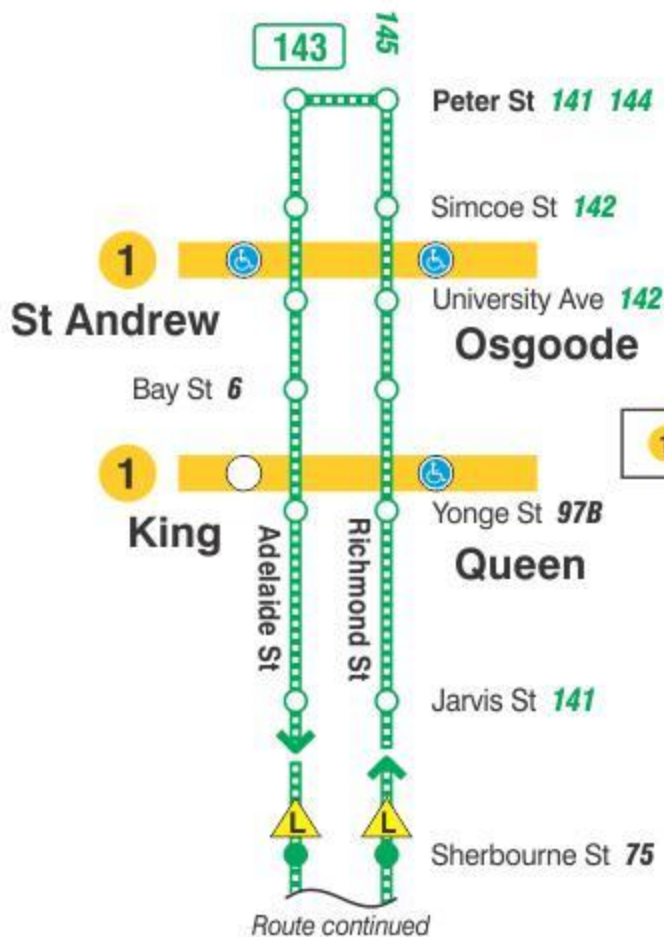 143
145
Peter St 141 144
Simcoe St 142
1
St Andrew
University Ave 142
Osgoode
Bay St 6
1
King
Yonge St 97B
Queen
Adelaide St
Richmond St
Jarvis St 141
L
L
Sherbourne St 75
Route continued